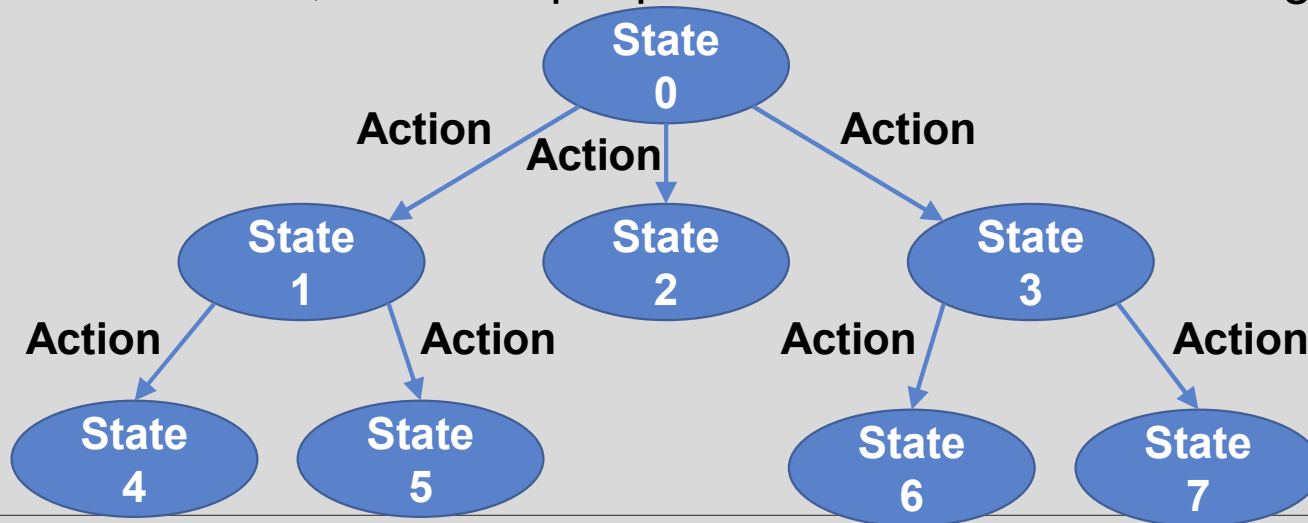 State
0
Action
Action
Action
State
1
State
2
State
3
Action
Action
Action
Action
State
4
State
5
State
6
State
7